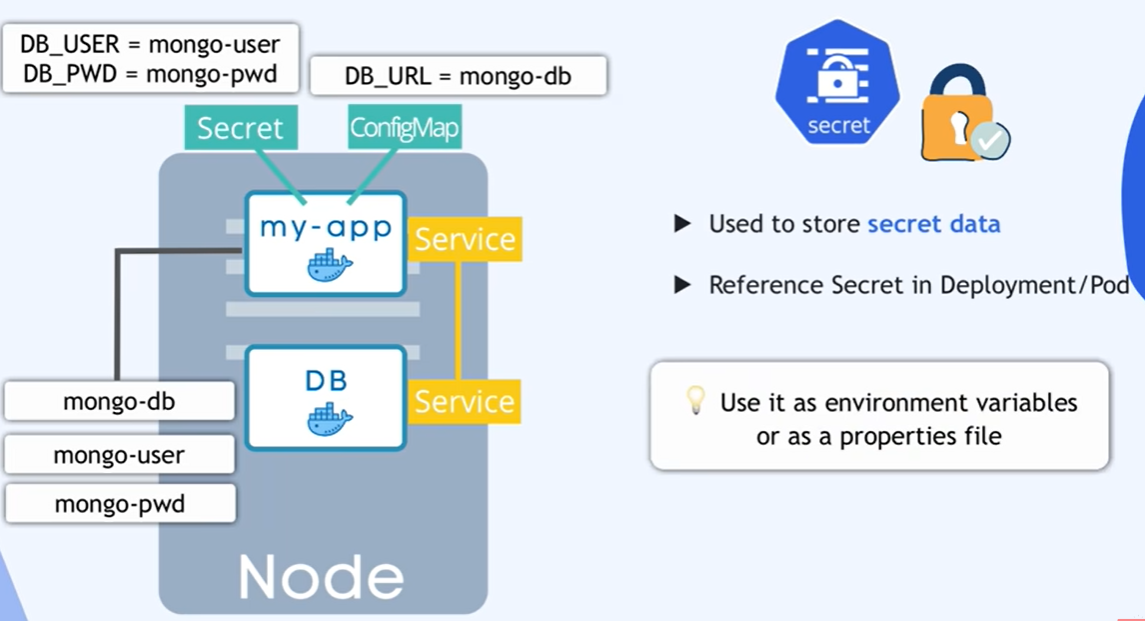 DB_USER = mongo-user
DB_PWD = mongo-pwd
DB_URL = mongo-db
Secret
ConfigMap
my-app
Service
DB
Service
mongo-db
mongo-user
mongo-pwd
Node
secret
▶ Used to store secret data
▶ Reference Secret in Deployment/Pod
Use it as environment variables
or as a properties file